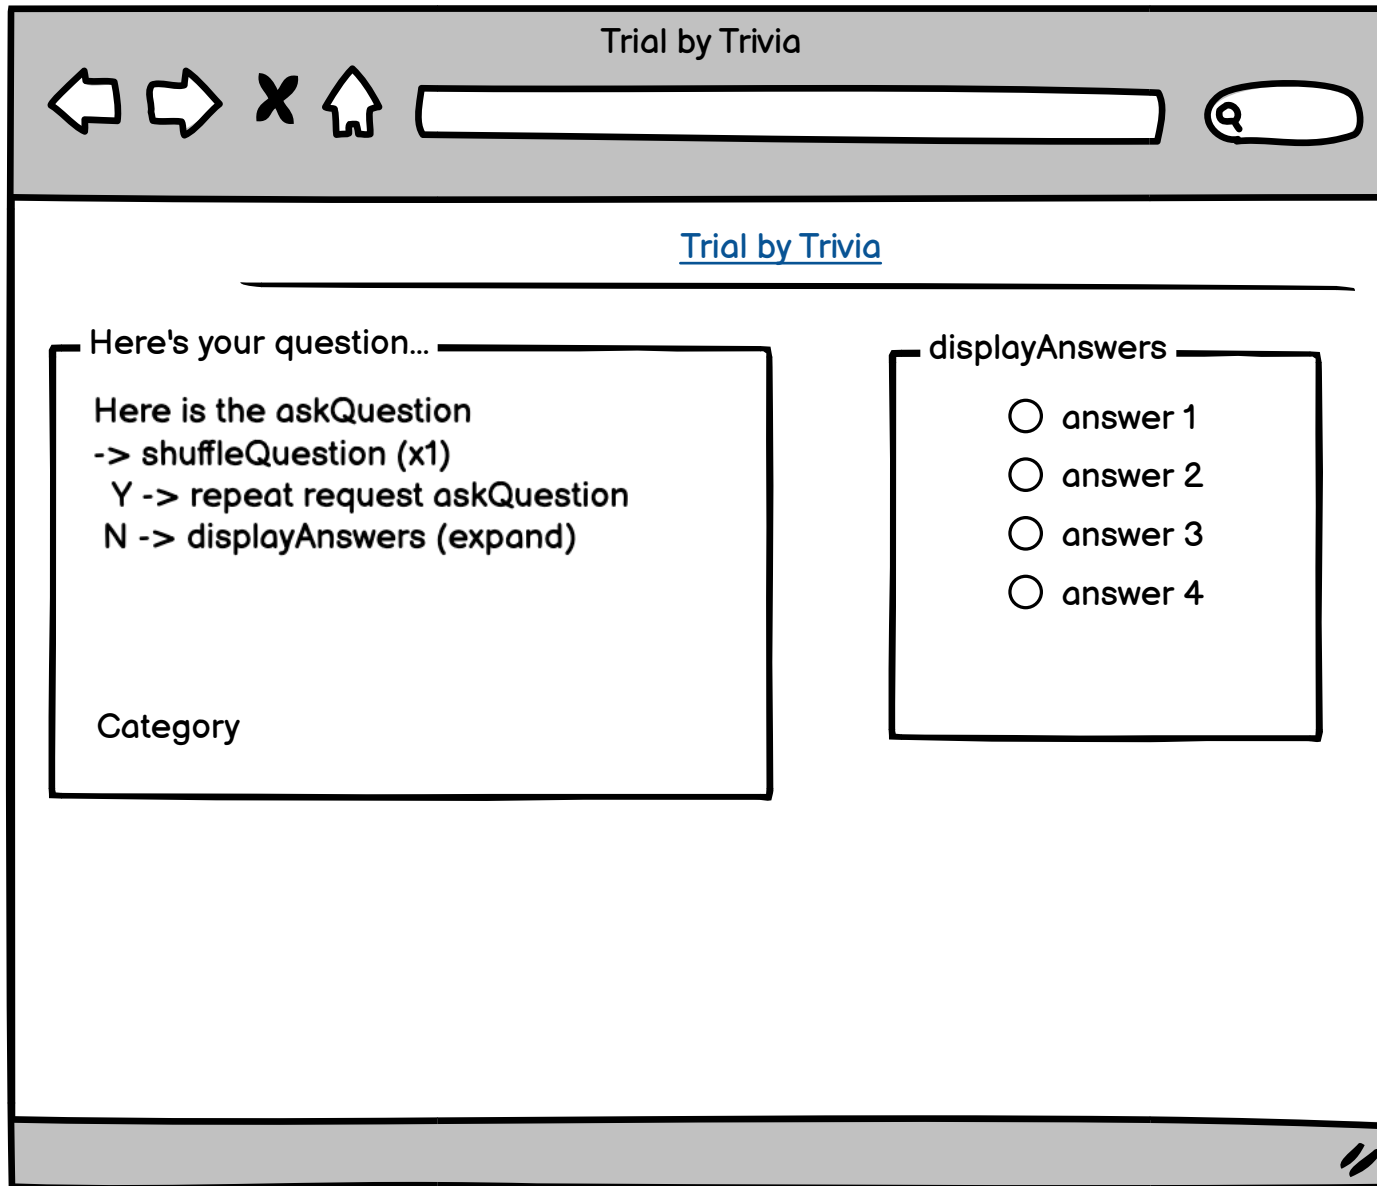 Trial by Trivia
Trial by Trivia
Here's your question...
Here is the askQuestion
-> shuffleQuestion (x1)
Y -> repeat request askQuestion
N -> displayAnswers (expand)
Category
displayAnswers
answer 1
answer 2
answer 3
answer 4